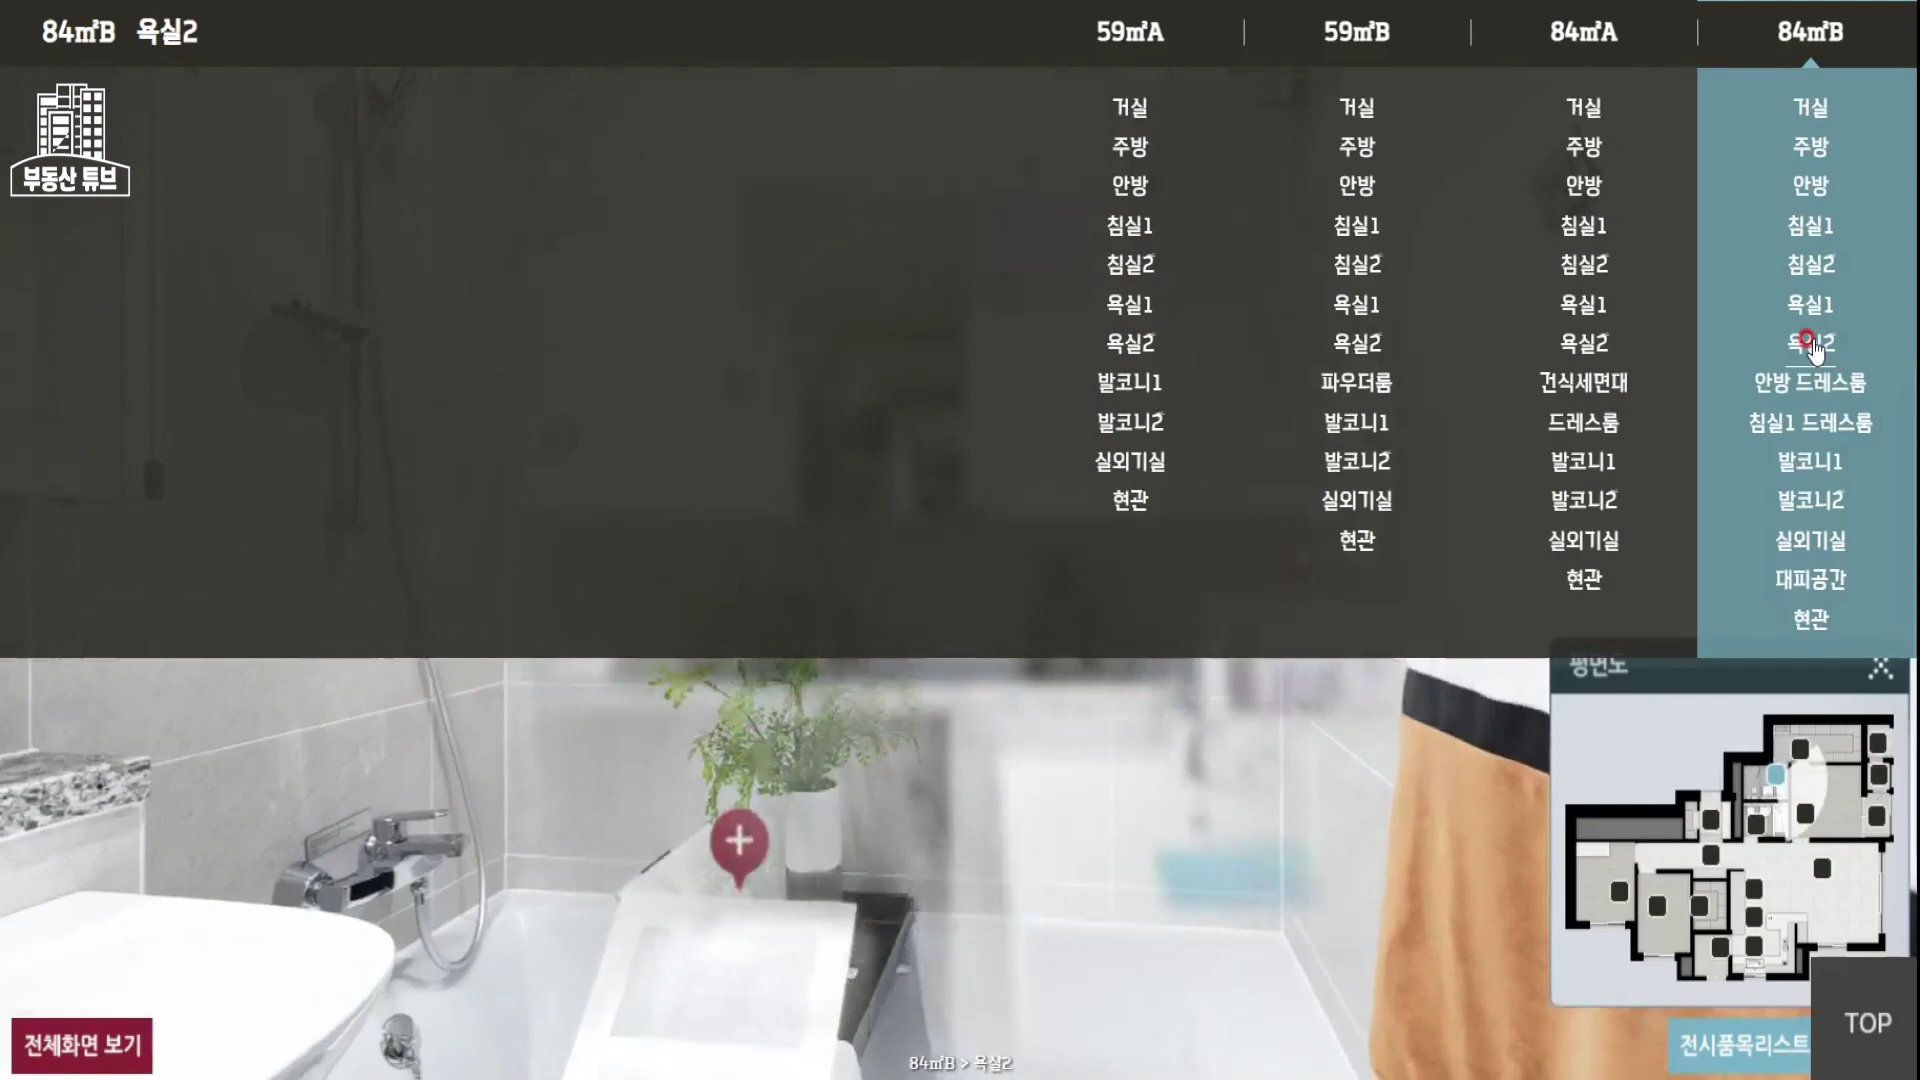 84㎡B 욕실2
59㎡A
59㎡B
84㎡A
84㎡B
부동산 튜브
거실
주방
안방
침실1
침실2
욕실1
욕실2
발코니1
발코니2
실외기실
현관
거실
주방
안방
침실1
침실2
욕실1
욕실2
파우더룸
발코니1
발코니2
실외기실
현관
거실
주방
안방
침실1
침실2
욕실1
욕실2
건식세면대
드레스룸
발코니1
발코니2
실외기실
현관
거실
주방
안방
침실1
침실2
욕실1
욕실2
안방 드레스룸
침실1 드레스룸
발코니1
발코니2
실외기실
대피공간
현관
평면도
전체화면 보기
84㎡B > 욕실2
전시품목리스트
TOP